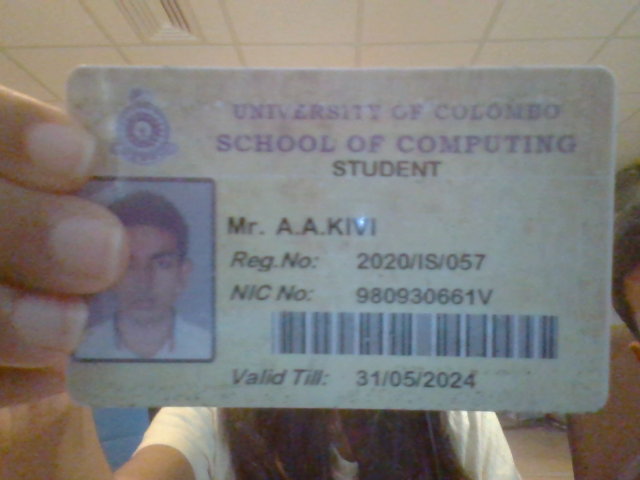 UNIVERSITY OF COLOMBO
SCHOOL OF COMPUTING
STUDENT
Mr. A.A.KIVI
Reg.No: 2020/IS/057
NIC No: 980930661V
Valid Till: 31/05/2024